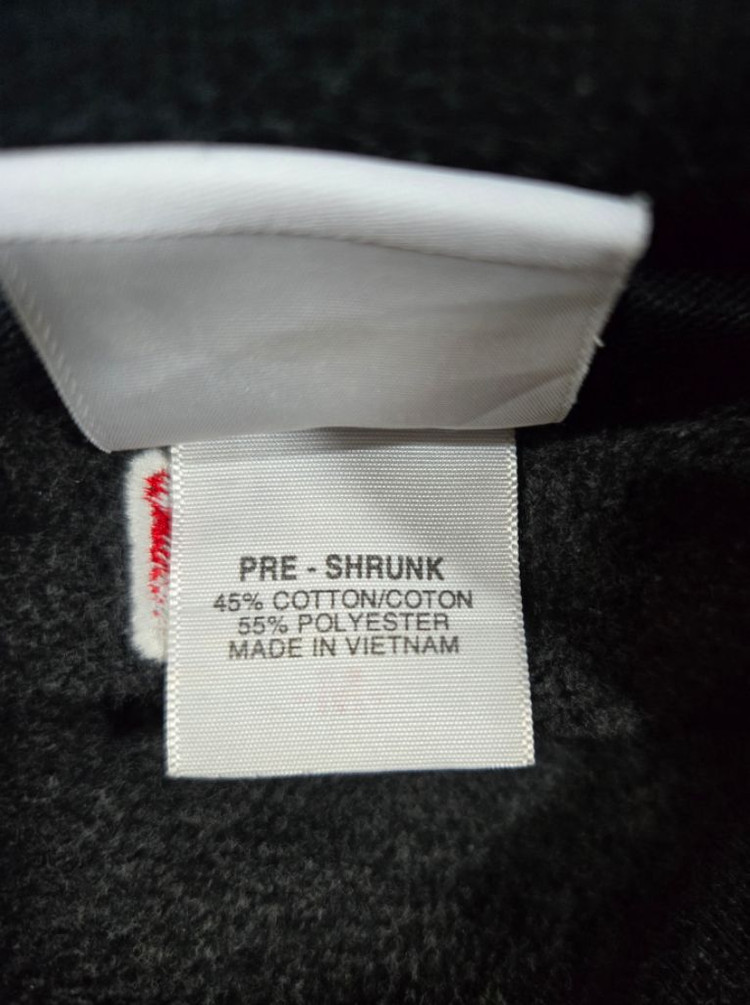 PRE - SHRUNK
45% COTTON/COTON
55% POLYESTER
MADE IN VIETNAM